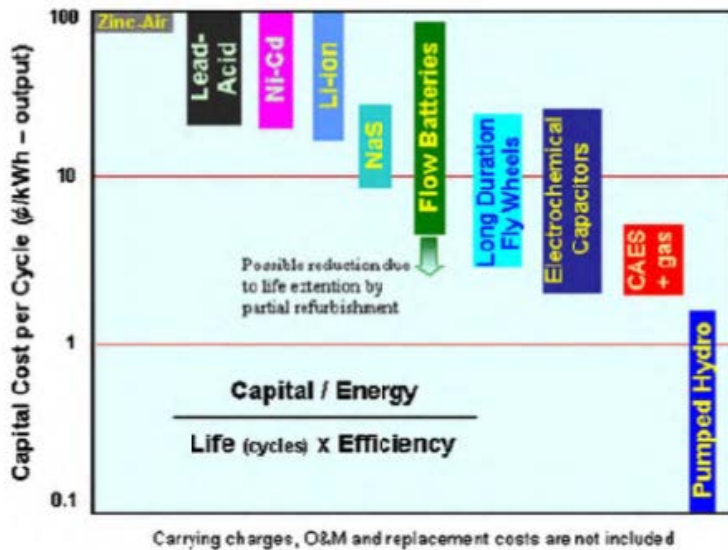 Capital Cost per Cycle (¢/kWh – output)
100
10
1
0.1
Zinc-Air
Lead-
Acid
Ni-Cd
Li-ion
NaS
Flow Batteries
Long Duration
Fly Wheels
Electrochemical
Capacitors
CAES
+ gas
Pumped Hydro
Possible reduction due
to life extention by
partial refurbishment
Capital / Energy
Life (cycles) x Efficiency
Carrying charges, O&M and replacement costs are not included